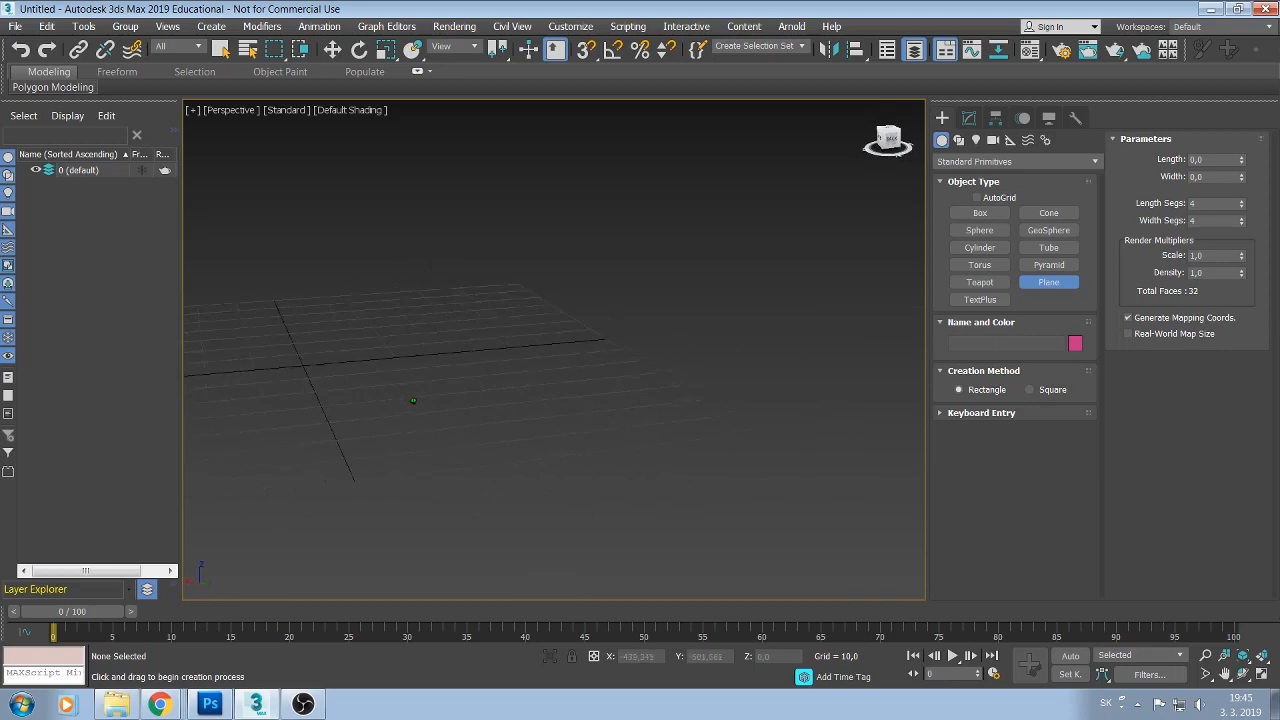 Untitled - Autodesk 3ds Max 2019 Educational - Not for Commercial Use
File Edit Tools Group Views Create Modifiers Animation Graph Editors Rendering Civil View Customize Scripting Interactive Content Arnold Help
Sign In Workspaces: Default
All View Create Selection Set
Modeling Freeform Selection Object Paint Populate
Polygon Modeling
Select Display Edit
[+] [Perspective ] [Standard ] [Default Shading ]
Name (Sorted Ascending) Fr... R...
0 (default)
Standard Primitives
Object Type
AutoGrid
Box Cone
Sphere GeoSphere
Cylinder Tube
Torus Pyramid
Teapot Plane
TextPlus
Name and Color
Creation Method
Rectangle Square
Keyboard Entry
Parameters
Length: 0,0
Width: 0,0
Length Segs: 4
Width Segs: 4
Render Multipliers
Scale: 1,0
Density: 1,0
Total Faces : 32
Generate Mapping Coords.
Real-World Map Size
Z
Layer Explorer
< 0 / 100 >
0 5 10 15 20 25 30 35 40 45 50 55 60 65 70 75 80 85 90 95 100
None Selected
X: Y: Z: 0,0 Grid = 10,0
Auto Selected
MAXScript Mi
Click and drag to begin creation process
Add Time Tag
0
Set K. Filters...
Ps 3 MAX
SK
19:45
3. 3. 2019